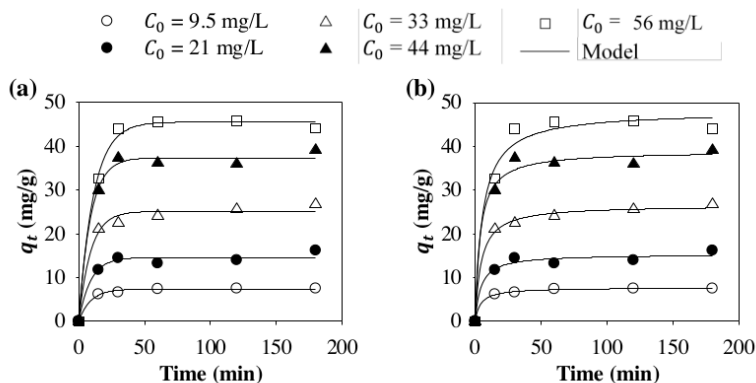 C₀ = 9.5 mg/L C₀ = 33 mg/L C₀ = 56 mg/L
C₀ = 21 mg/L C₀ = 44 mg/L Model
(a) (b)
50 50
40 40
30 30
20 20
10 10
0 0
qₜ (mg/g) qₜ (mg/g)
0 50 100 150 200 0 50 100 150 200
Time (min) Time (min)